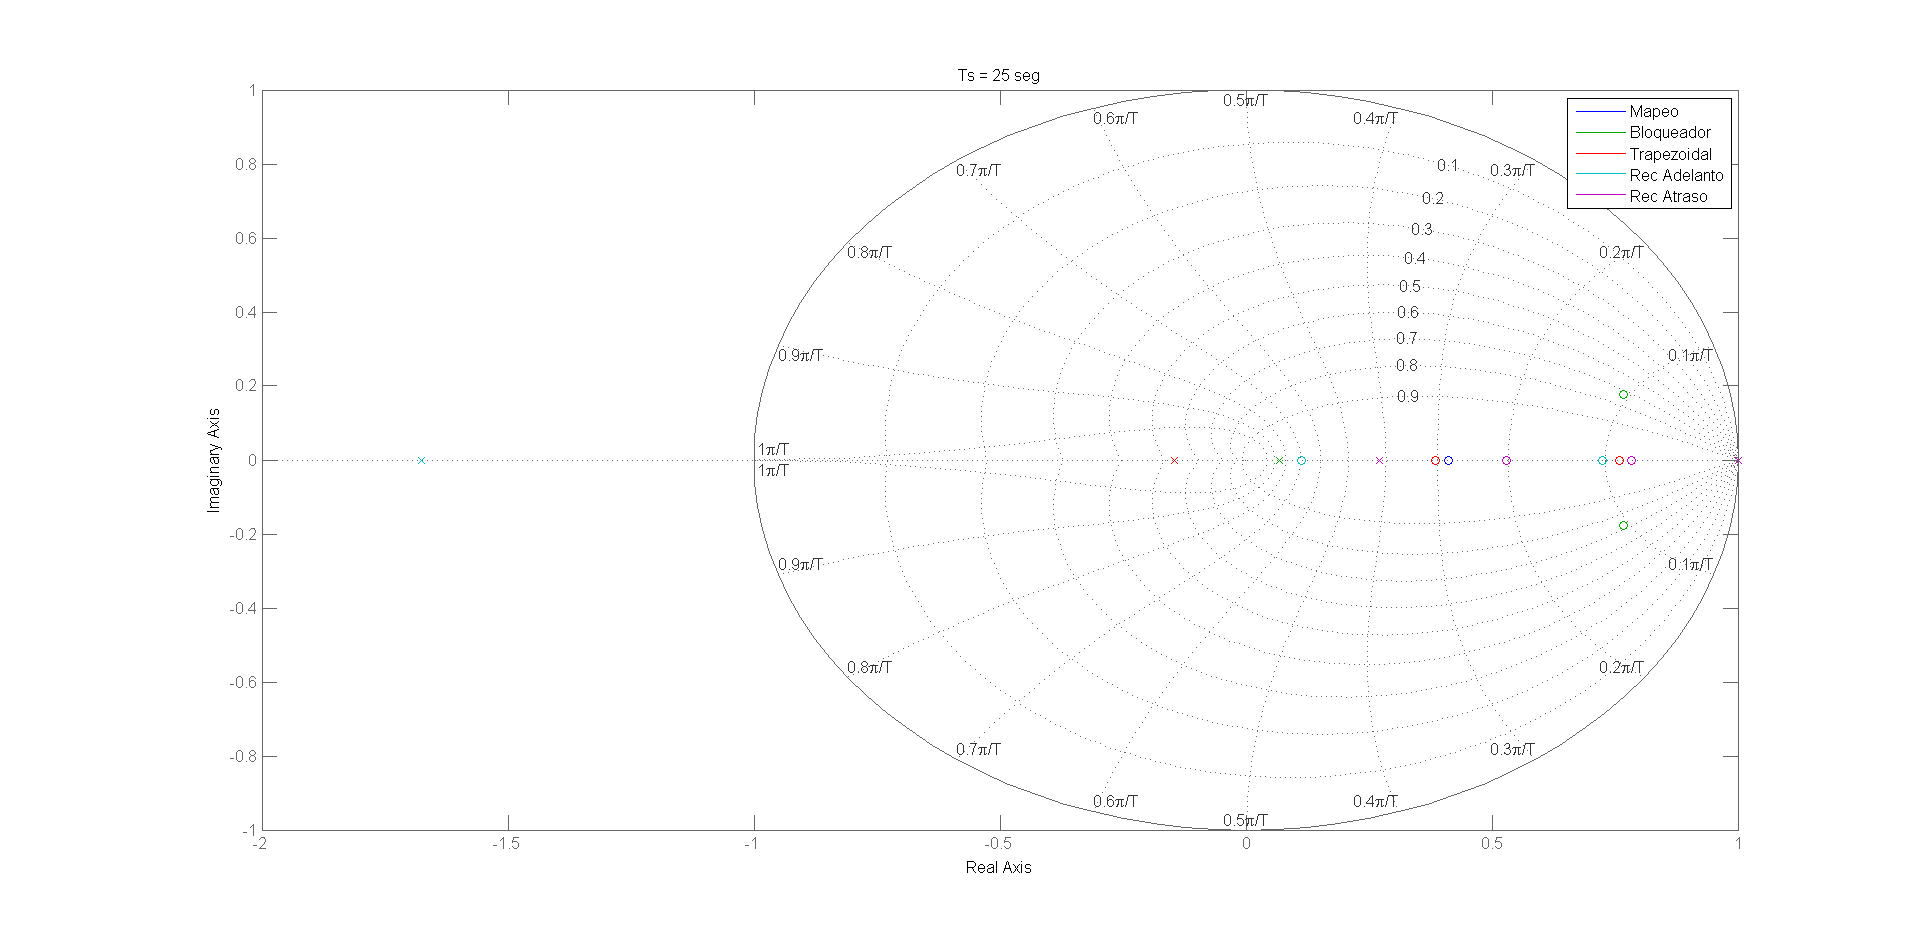 Ts = 25 seg
1
0.8
0.6
0.4
0.2
0
-0.2
-0.4
-0.6
-0.8
-1
Imaginary Axis
-2
-1.5
-1
-0.5
0
0.5
1
Real Axis
0.5π/T
0.6π/T
0.4π/T
0.7π/T
0.3π/T
0.8π/T
0.2π/T
0.9π/T
0.1π/T
1π/T
1π/T
0.9π/T
0.1π/T
0.8π/T
0.2π/T
0.7π/T
0.3π/T
0.6π/T
0.4π/T
0.5π/T
0.1
0.2
0.3
0.4
0.5
0.6
0.7
0.8
0.9
Mapeo
Bloqueador
Trapezoidal
Rec Adelanto
Rec Atraso